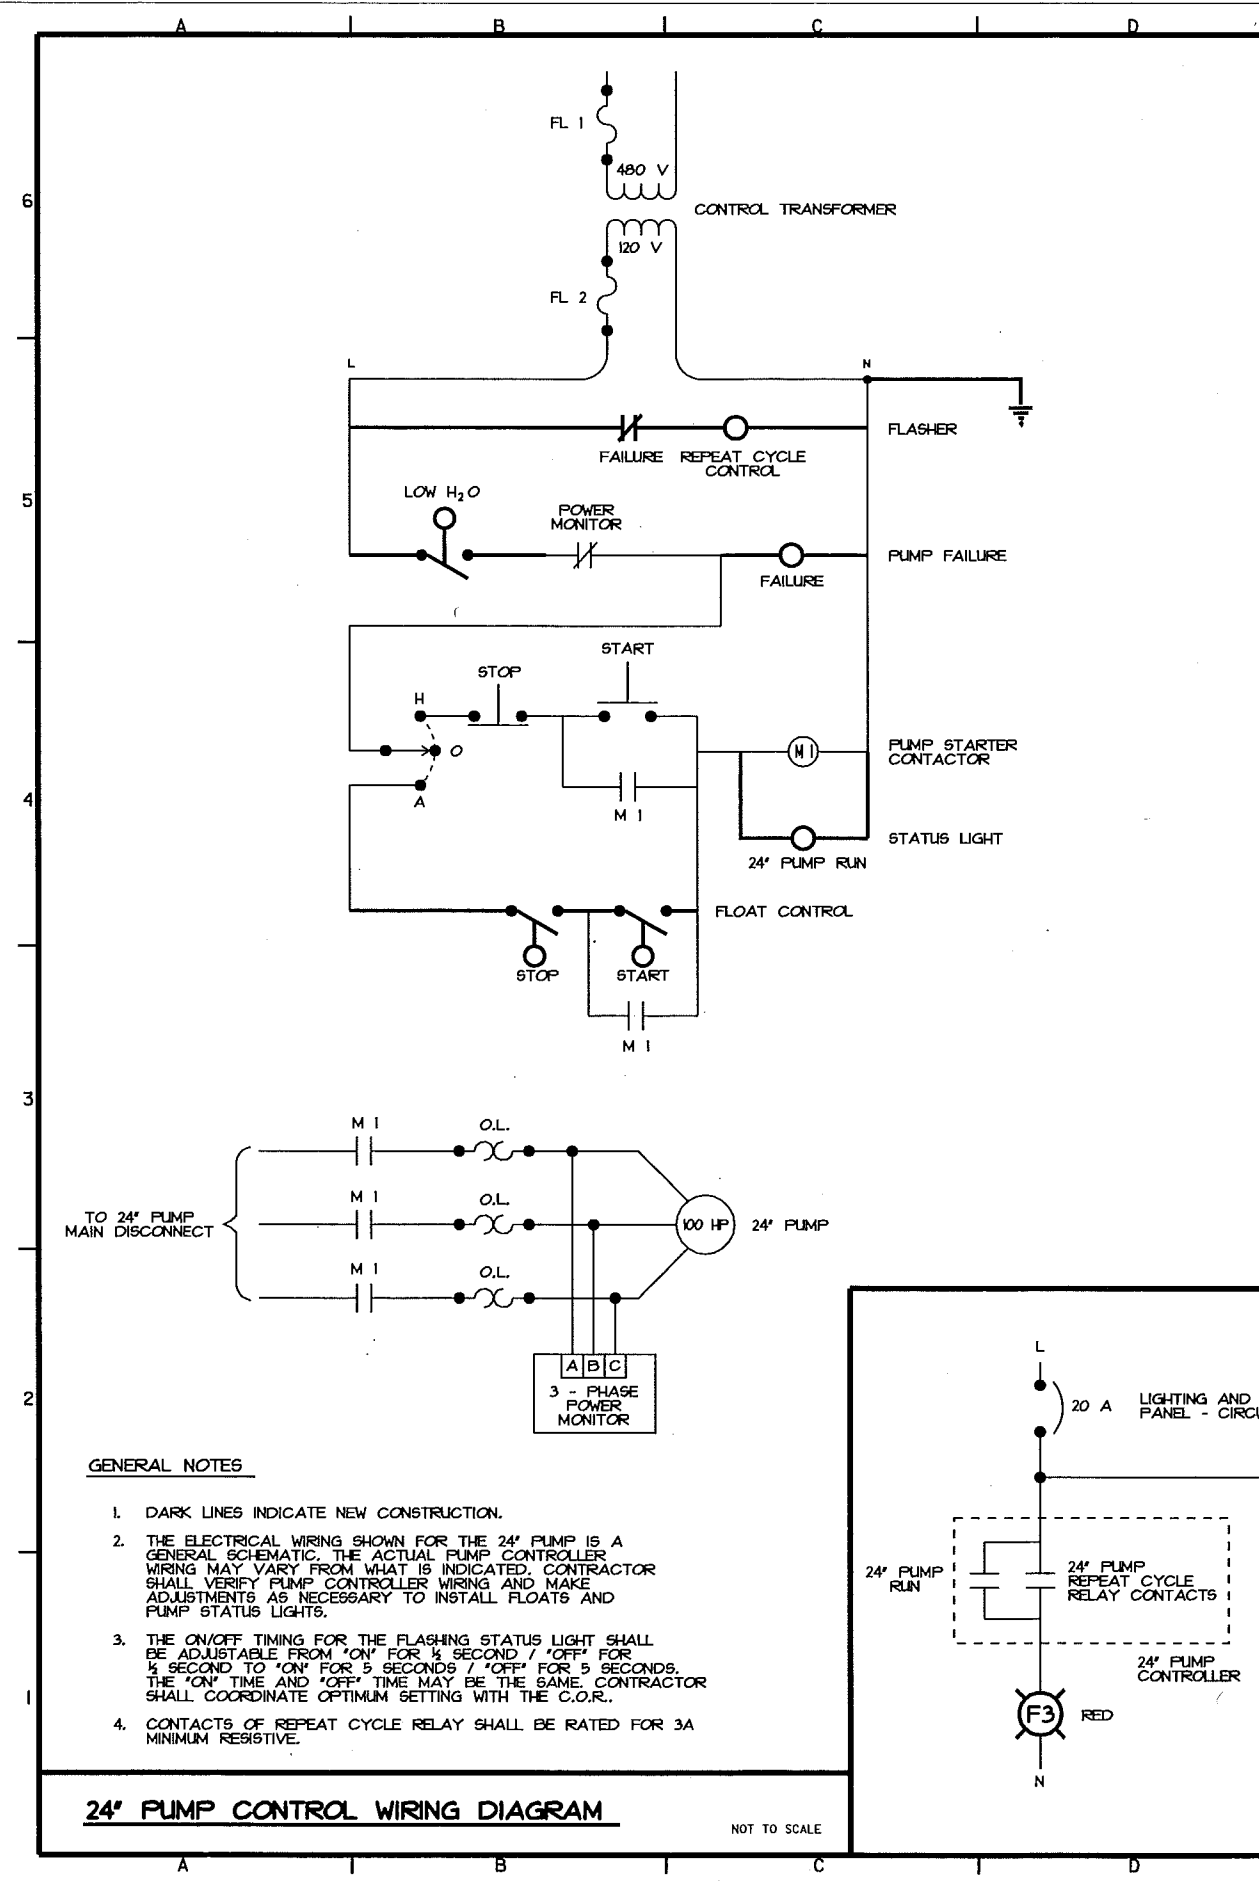 A B C D
6
5
4
3
2
1
FL 1
480 V
CONTROL TRANSFORMER
120 V
FL 2
L
N
FLASHER
FAILURE
REPEAT CYCLE
CONTROL
LOW H₂O
POWER
MONITOR
PUMP FAILURE
FAILURE
START
STOP
H
O
A
M 1
PUMP STARTER
CONTACTOR
M 1
STATUS LIGHT
24" PUMP RUN
FLOAT CONTROL
STOP
START
M 1
M 1
O.L.
M 1
O.L.
M 1
O.L.
TO 24" PUMP
MAIN DISCONNECT
100 HP
24" PUMP
A B C
3 - PHASE
POWER
MONITOR
GENERAL NOTES
1. DARK LINES INDICATE NEW CONSTRUCTION.
2. THE ELECTRICAL WIRING SHOWN FOR THE 24" PUMP IS A
GENERAL SCHEMATIC. THE ACTUAL PUMP CONTROLLER
WIRING MAY VARY FROM WHAT IS INDICATED. CONTRACTOR
SHALL VERIFY PUMP CONTROLLER WIRING AND MAKE
ADJUSTMENTS AS NECESSARY TO INSTALL FLOATS AND
PUMP STATUS LIGHTS.
3. THE ON/OFF TIMING FOR THE FLASHING STATUS LIGHT SHALL
BE ADJUSTABLE FROM "ON" FOR ½ SECOND / "OFF" FOR
½ SECOND TO "ON" FOR 5 SECONDS / "OFF" FOR 5 SECONDS.
THE "ON" TIME AND "OFF" TIME MAY BE THE SAME. CONTRACTOR
SHALL COORDINATE OPTIMUM SETTING WITH THE C.O.R..
4. CONTACTS OF REPEAT CYCLE RELAY SHALL BE RATED FOR 3A
MINIMUM RESISTIVE.
24" PUMP CONTROL WIRING DIAGRAM
NOT TO SCALE
L
20 A
LIGHTING AND
PANEL - CIRCU
24" PUMP
RUN
24" PUMP
REPEAT CYCLE
RELAY CONTACTS
24" PUMP
CONTROLLER
F3
RED
N
A B C D